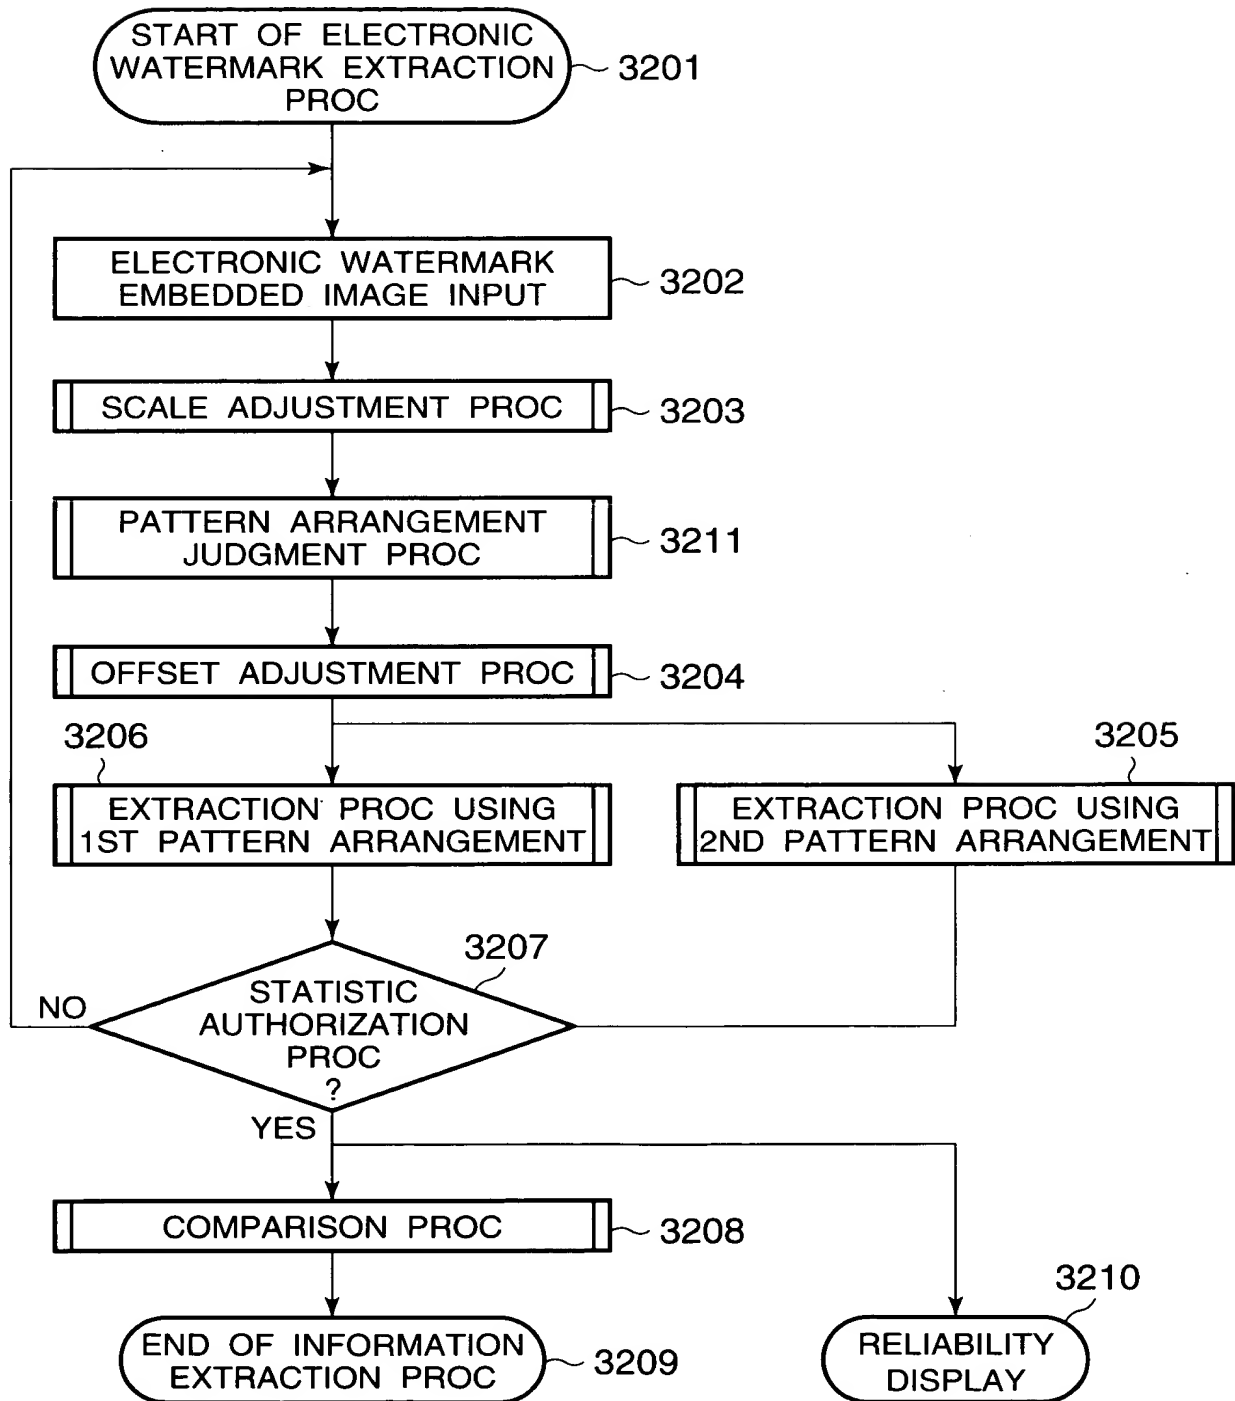 START OF ELECTRONIC
WATERMARK EXTRACTION
PROC
3201
ELECTRONIC WATERMARK
EMBEDDED IMAGE INPUT
3202
SCALE ADJUSTMENT PROC
3203
PATTERN ARRANGEMENT
JUDGMENT PROC
3211
OFFSET ADJUSTMENT PROC
3204
3206
EXTRACTION PROC USING
1ST PATTERN ARRANGEMENT
3205
EXTRACTION PROC USING
2ND PATTERN ARRANGEMENT
3207
STATISTIC
AUTHORIZATION
PROC
?
NO
YES
COMPARISON PROC
3208
END OF INFORMATION
EXTRACTION PROC
3209
3210
RELIABILITY
DISPLAY